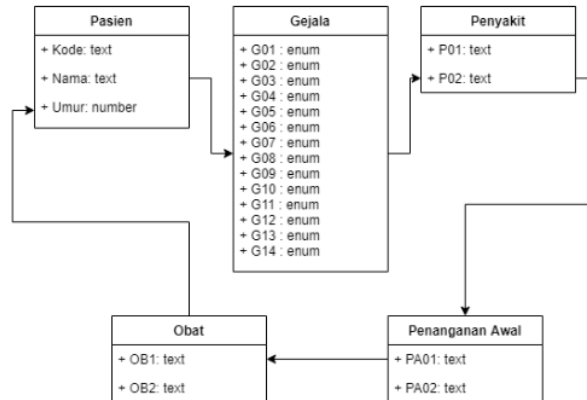 Pasien
+ Kode: text
+ Nama: text
+ Umur: number
Gejala
+ G01 : enum
+ G02 : enum
+ G03 : enum
+ G04 : enum
+ G05 : enum
+ G06 : enum
+ G07 : enum
+ G08 : enum
+ G09 : enum
+ G10 : enum
+ G11 : enum
+ G12 : enum
+ G13 : enum
+ G14 : enum
Penyakit
+ P01: text
+ P02: text
Obat
+ OB1: text
+ OB2: text
Penanganan Awal
+ PA01: text
+ PA02: text